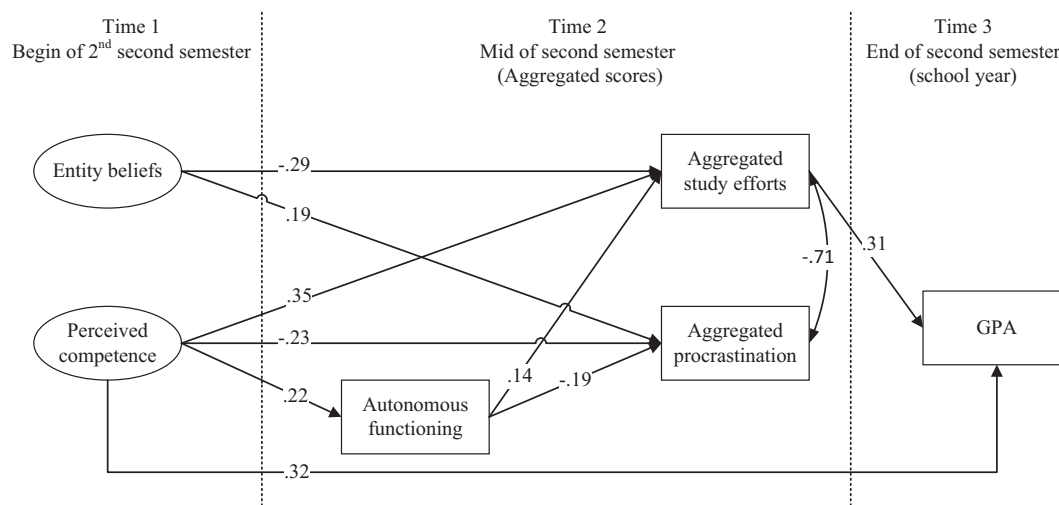 Time 1
Begin of 2nd second semester
Time 2
Mid of second semester
(Aggregated scores)
Time 3
End of second semester
(school year)
Entity beliefs
-.29
Aggregated
study efforts
.19
-.71
.31
.35
Perceived
competence
-.23
Aggregated
procrastination
GPA
.14
-.19
.22
Autonomous
functioning
.32